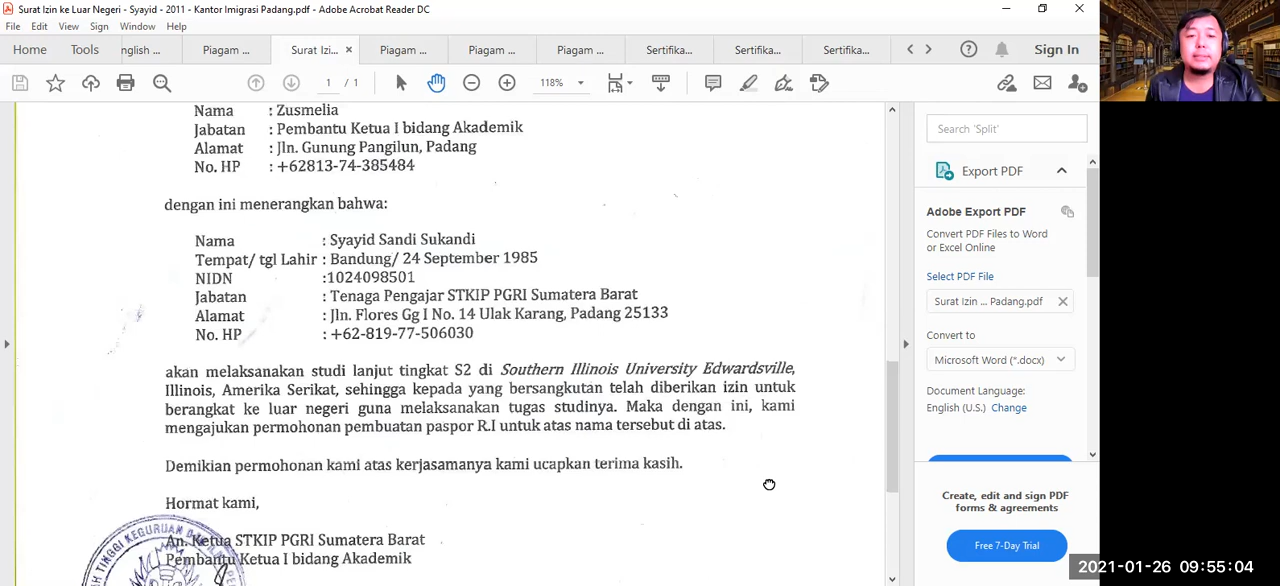 Surat Izin ke Luar Negeri - Syayid - 2011 - Kantor Imigrasi Padang.pdf - Adobe Acrobat Reader DC
File Edit View Sign Window Help
Home Tools nglish ... Piagam ... Surat Izi... × Piagam ... Piagam ... Piagam ... Sertifika... Sertifika... Sertifika... Sign In
1 / 1 118%
Nama : Zusmelia
Jabatan : Pembantu Ketua I bidang Akademik
Alamat : Jln. Gunung Pangilun, Padang
No. HP : +62813-74-385484
dengan ini menerangkan bahwa:
Nama : Syayid Sandi Sukandi
Tempat/ tgl Lahir : Bandung/ 24 September 1985
NIDN :1024098501
Jabatan : Tenaga Pengajar STKIP PGRI Sumatera Barat
Alamat : Jln. Flores Gg I No. 14 Ulak Karang, Padang 25133
No. HP : +62-819-77-506030
akan melaksanakan studi lanjut tingkat S2 di Southern Illinois University Edwardsville,
Illinois, Amerika Serikat, sehingga kepada yang bersangkutan telah diberikan izin untuk
berangkat ke luar negeri guna melaksanakan tugas studinya. Maka dengan ini, kami
mengajukan permohonan pembuatan paspor R.I untuk atas nama tersebut di atas.
Demikian permohonan kami atas kerjasamanya kami ucapkan terima kasih.
Hormat kami,
An. Ketua STKIP PGRI Sumatera Barat
Pembantu Ketua I bidang Akademik
KEGURUAN DAN
Search 'Split'
Export PDF
Adobe Export PDF
Convert PDF Files to Word
or Excel Online
Select PDF File
Surat Izin ... Padang.pdf ×
Convert to
Microsoft Word (*.docx)
Document Language:
English (U.S.) Change
Create, edit and sign PDF
forms & agreements
Free 7-Day Trial
2021-01-26 09:55:04